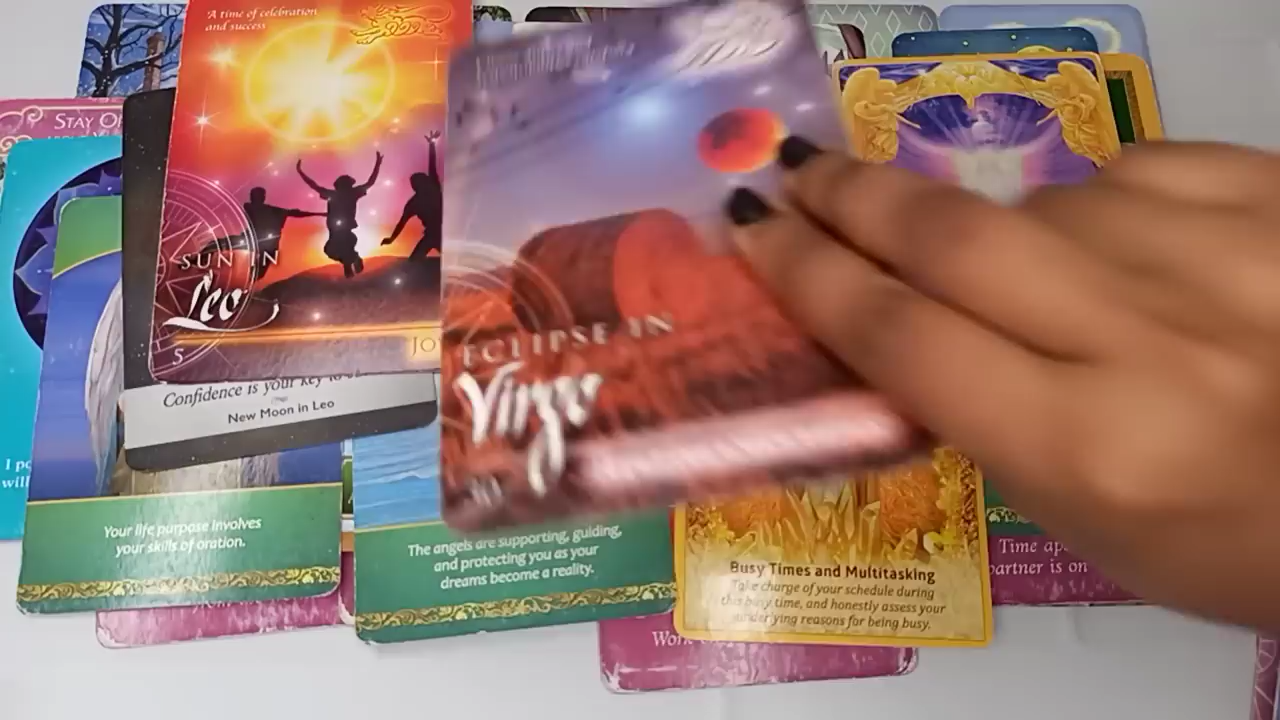 A time of celebration
and success
STAY O
SUN IN
Leo
5
JO
ECLIPSE IN
Virgo
Confidence is your key to
New Moon in Leo
I
will
Your life purpose involves
your skills of oration.
The angels are supporting, guiding,
and protecting you as your
dreams become a reality.
Busy Times and Multitasking
Take charge of your schedule during
this busy time, and honestly assess your
underlying reasons for being busy.
Time ap
partner is on
Work